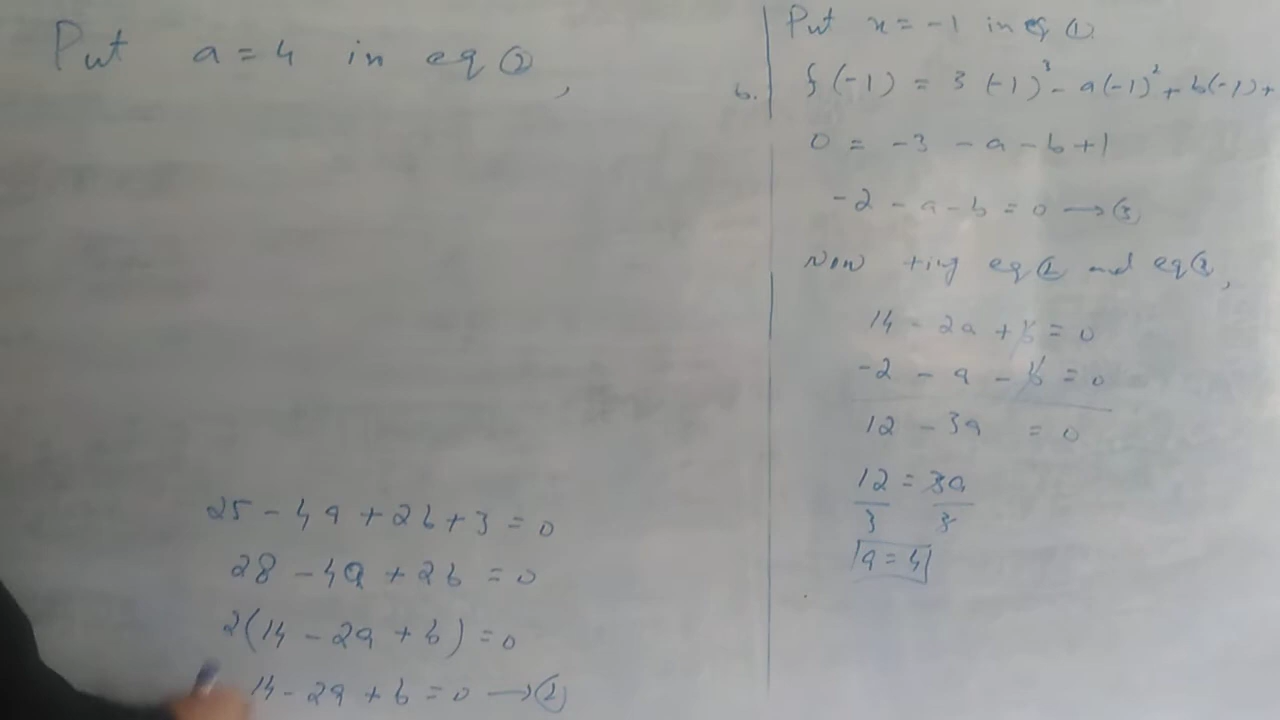 Put a = 4 in eq ②,
25 - 4a + 2b + 3 = 0
28 - 4a + 2b = 0
2(14 - 2a + b) = 0
14 - 2a + b = 0 → ②
Put x = -1 in eq ①
6. f(-1) = 3(-1)³ - a(-1)² + b(-1) +
0 = -3 - a - b + 1
-2 - a - b = 0 → ③
Now +ing eq ② and eq ③,
14 - 2a + b = 0
-2 - a - b = 0
12 - 3a = 0
12 = 3a
3 3
a = 4